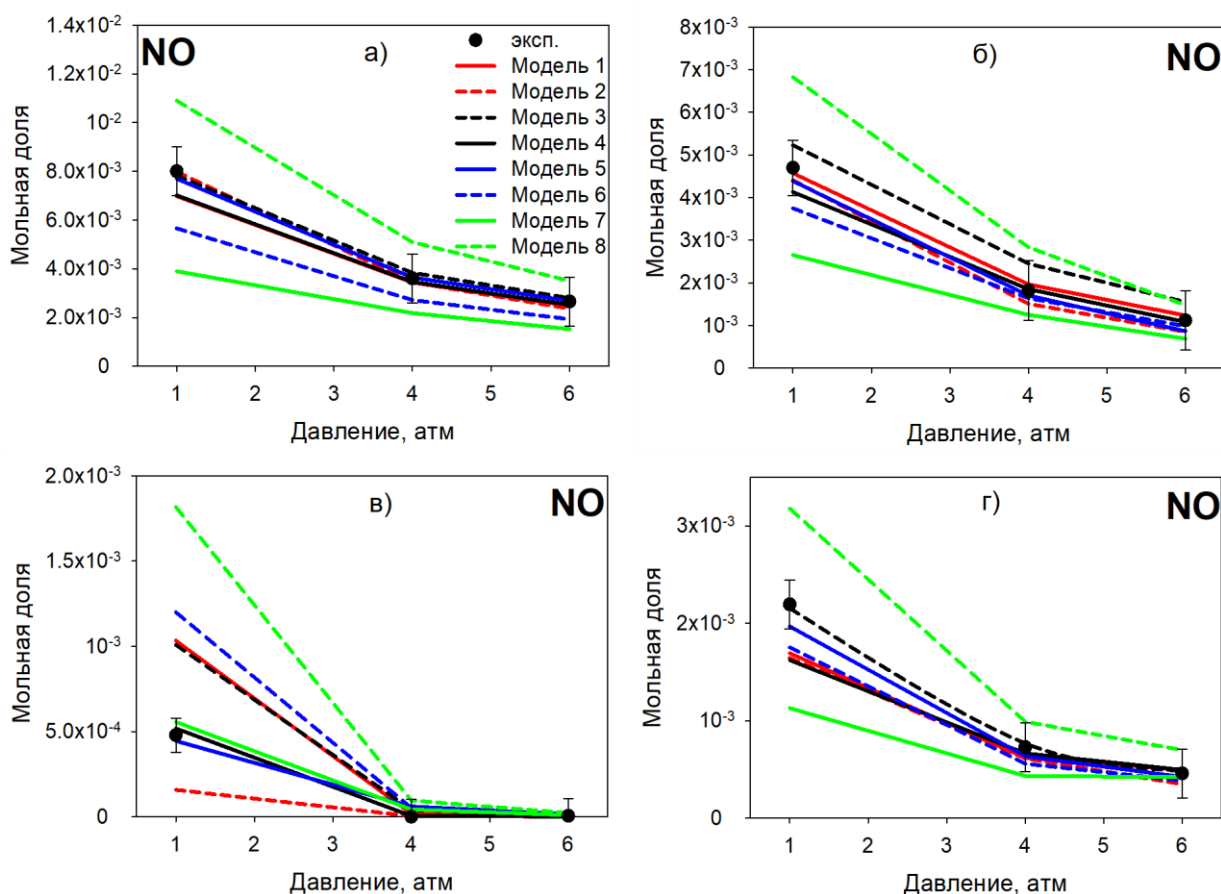 NO
а)
эксп.
Модель 1
Модель 2
Модель 3
Модель 4
Модель 5
Модель 6
Модель 7
Модель 8
Мольная доля
1.4x10⁻²
1.2x10⁻²
10⁻²
8.0x10⁻³
6.0x10⁻³
4.0x10⁻³
2.0x10⁻³
0
1 2 3 4 5 6
Давление, атм
б)
NO
Мольная доля
8x10⁻³
7x10⁻³
6x10⁻³
5x10⁻³
4x10⁻³
3x10⁻³
2x10⁻³
1x10⁻³
0
1 2 3 4 5 6
Давление, атм
в)
NO
Мольная доля
2.0x10⁻³
1.5x10⁻³
1x10⁻³
5.0x10⁻⁴
0
1 2 3 4 5 6
Давление, атм
г)
NO
Мольная доля
3x10⁻³
2x10⁻³
1x10⁻³
0
1 2 3 4 5 6
Давление, атм